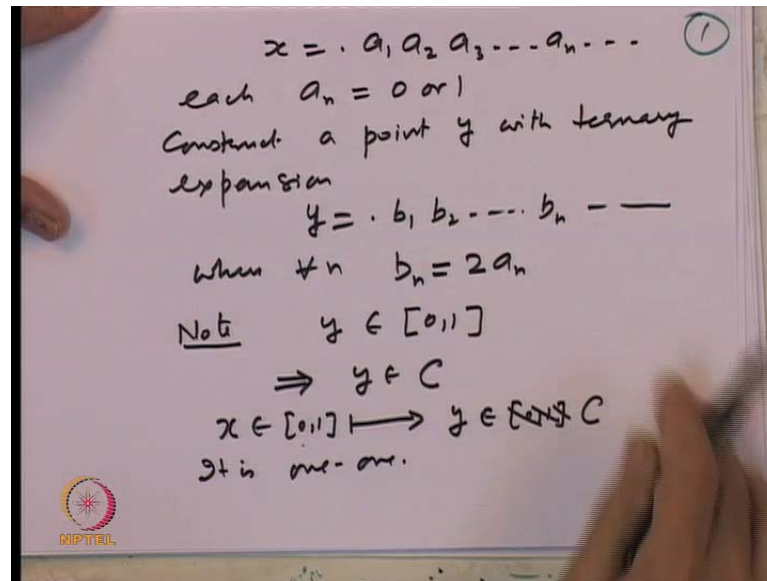 x = . a₁ a₂ a₃ --- aₙ ---
①
each aₙ = 0 or 1
Construct a point y with ternary
expansion
y = . b₁ b₂ ---- bₙ - —
when ∀ n bₙ = 2aₙ
Note y ∈ [0,1]
⇒ y ∈ C
x ∈ [0,1] ⟼ y ∈ C
It is one-one.
NPTEL